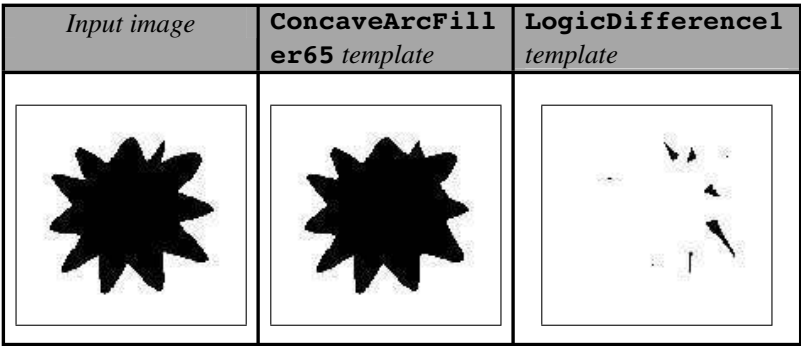 Input image
ConcaveArcFill
er65 template
LogicDifference1
template